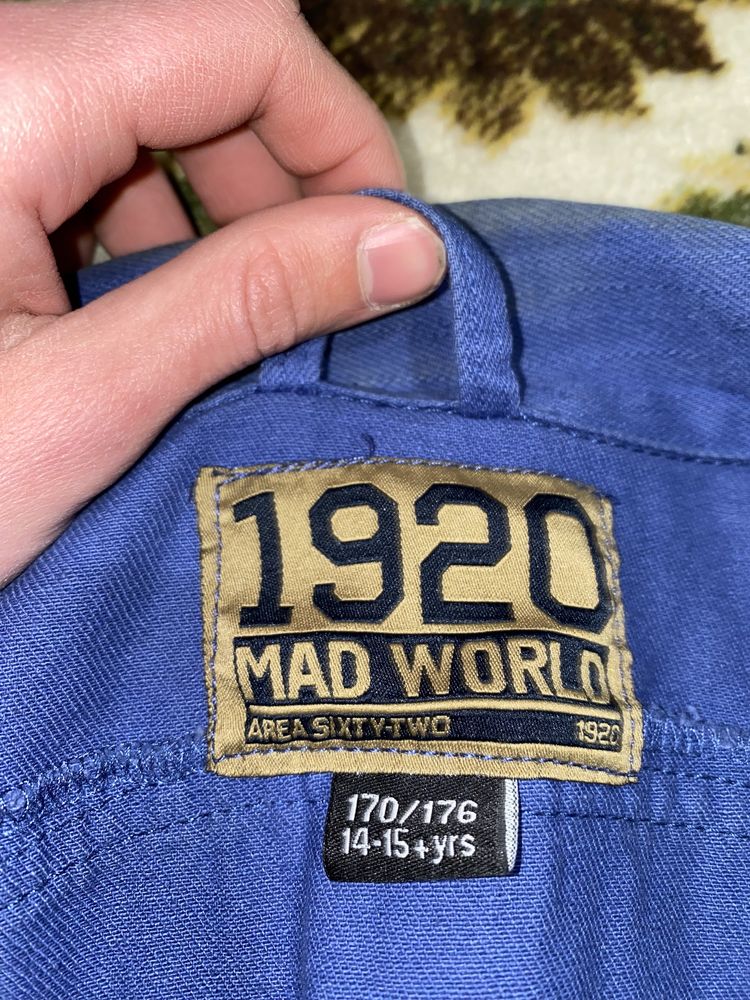 1920
MAD WORLD
AREA SIXTY-TWO 1920
170/176
14-15+yrs